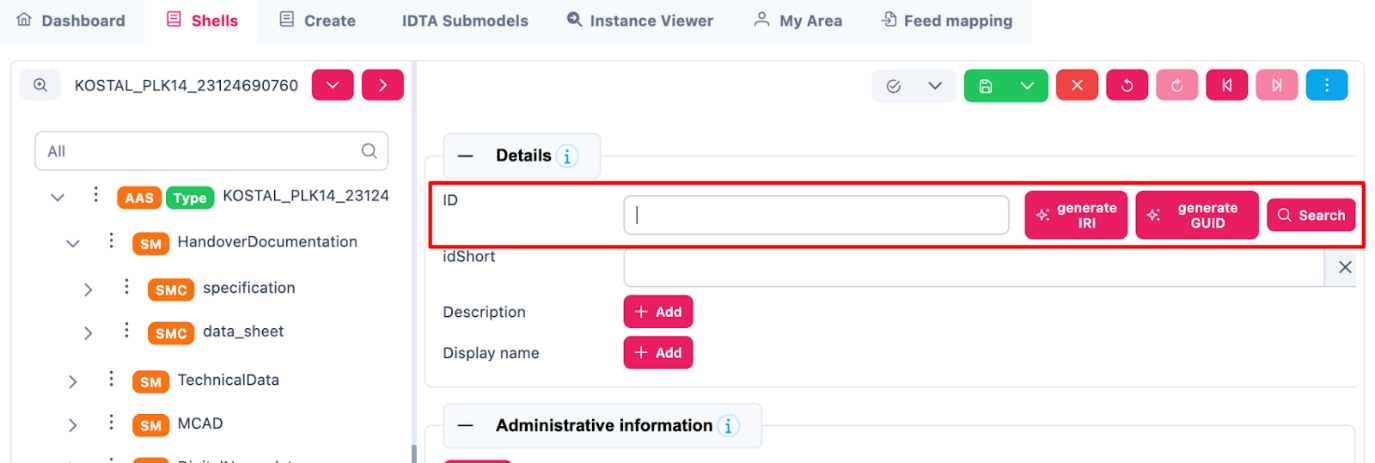 Dashboard Shells Create IDTA Submodels Instance Viewer My Area Feed mapping
KOSTAL_PLK14_23124690760
All
AAS Type KOSTAL_PLK14_23124
SM HandoverDocumentation
SMC specification
SMC data_sheet
SM TechnicalData
SM MCAD
SM
Details i
ID
generate IRI
generate GUID
Search
idShort
Description + Add
Display name + Add
Administrative information i